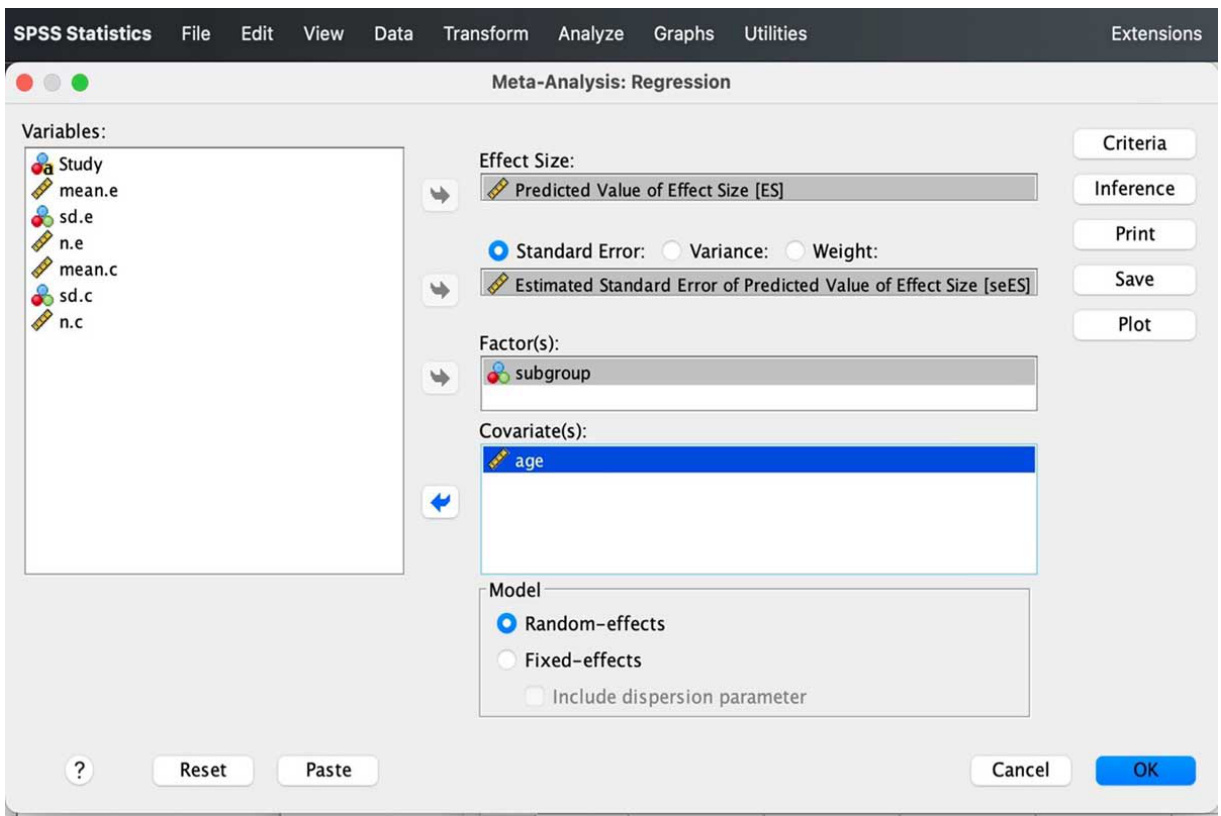 SPSS Statistics File Edit View Data Transform Analyze Graphs Utilities Extensions
Meta-Analysis: Regression
Variables:
Study
mean.e
sd.e
n.e
mean.c
sd.c
n.c
Effect Size:
Predicted Value of Effect Size [ES]
Standard Error: Variance: Weight:
Estimated Standard Error of Predicted Value of Effect Size [seES]
Factor(s):
subgroup
Covariate(s):
age
Model
Random-effects
Fixed-effects
Include dispersion parameter
Criteria
Inference
Print
Save
Plot
? Reset Paste Cancel OK